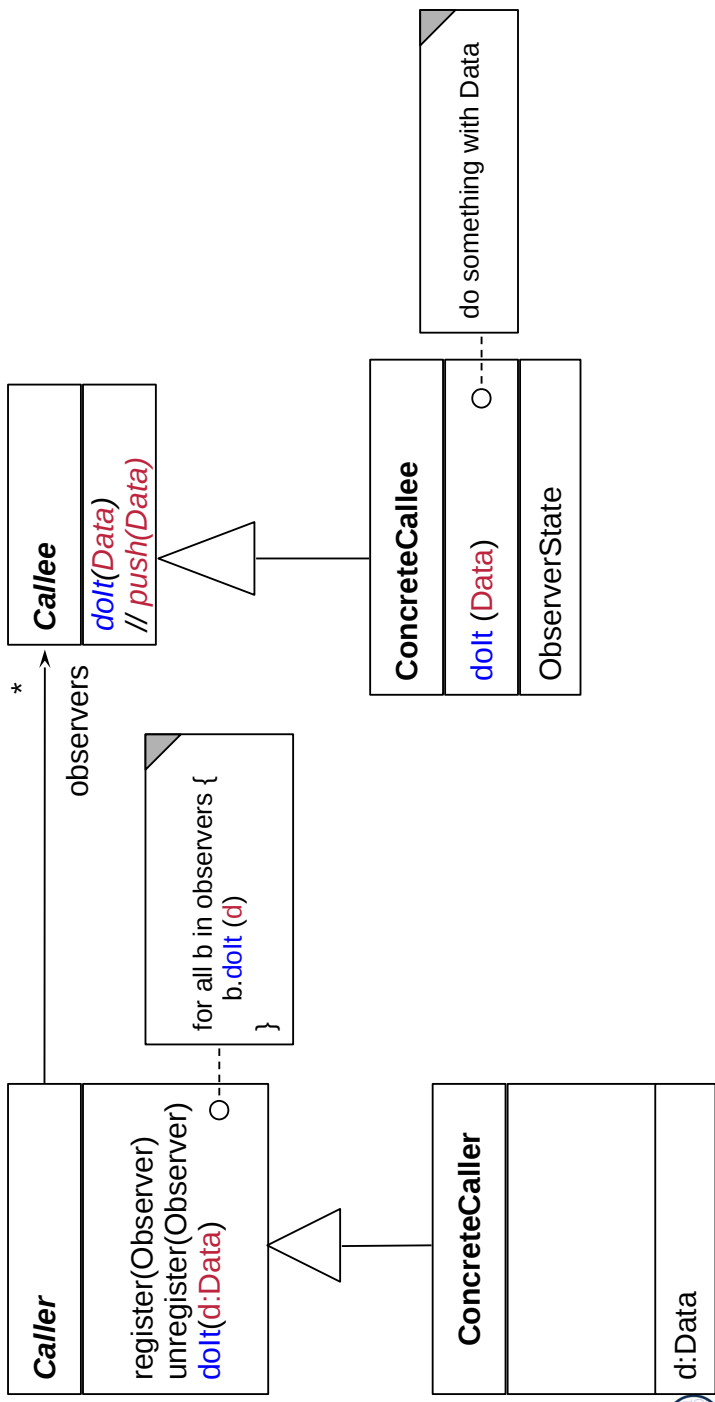 Caller
register(Observer)
unregister(Observer)
doIt(d:Data)
for all b in observers {
b.doIt (d)
}
*
observers
Callee
doIt(Data)
// push(Data)
ConcreteCaller
d:Data
ConcreteCallee
doIt (Data)
ObserverState
do something with Data